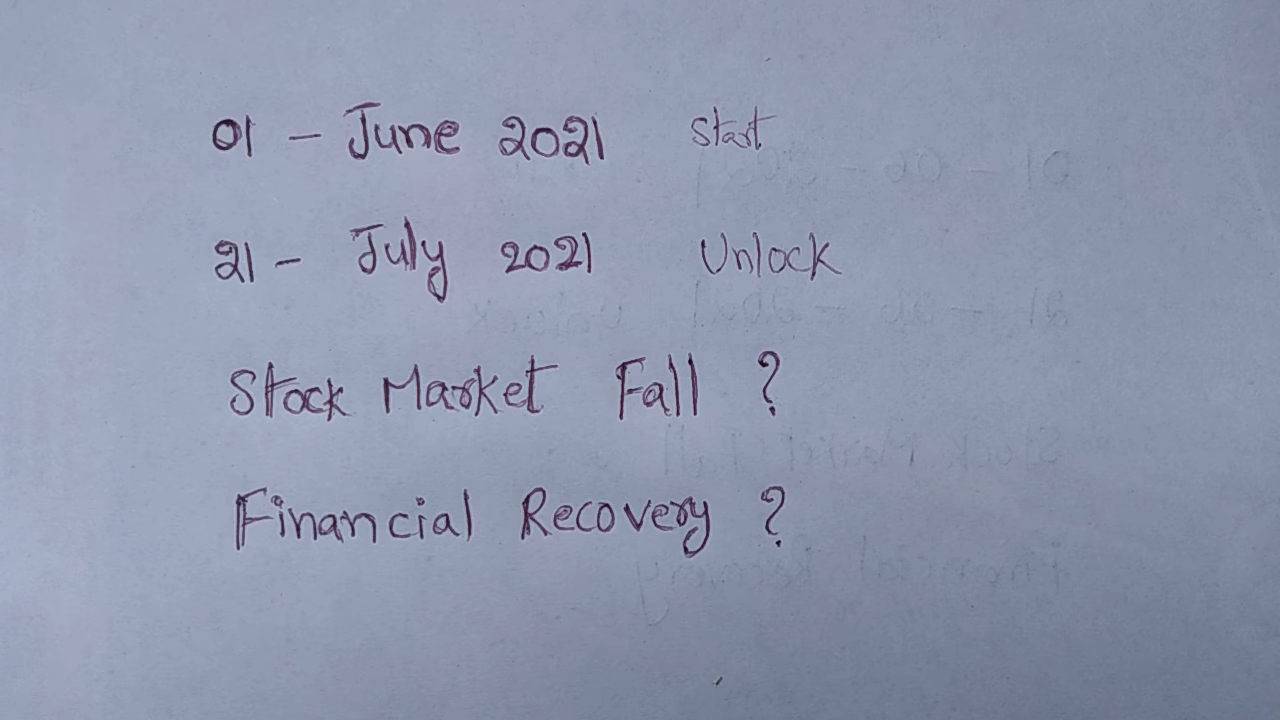 01 - June 2021 Start
21 - July 2021 Unlock
Stock Market Fall ?
Financial Recovery ?